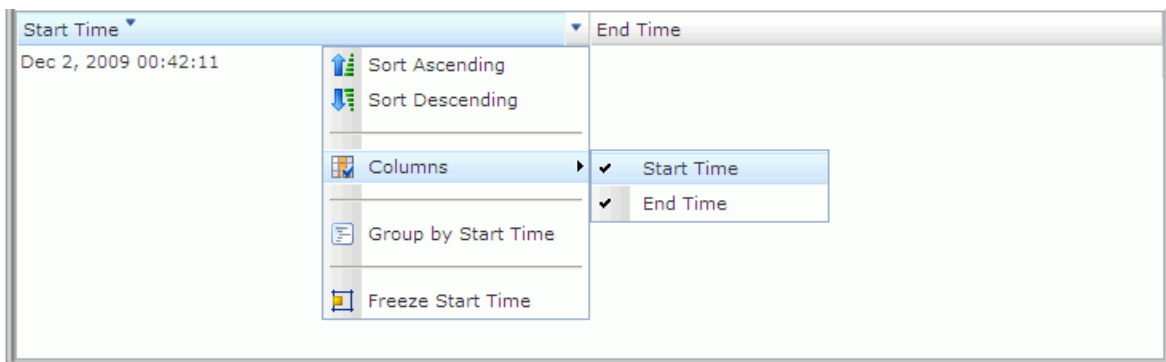 Start Time End Time
Dec 2, 2009 00:42:11
Sort Ascending
Sort Descending
Columns
Start Time
End Time
Group by Start Time
Freeze Start Time